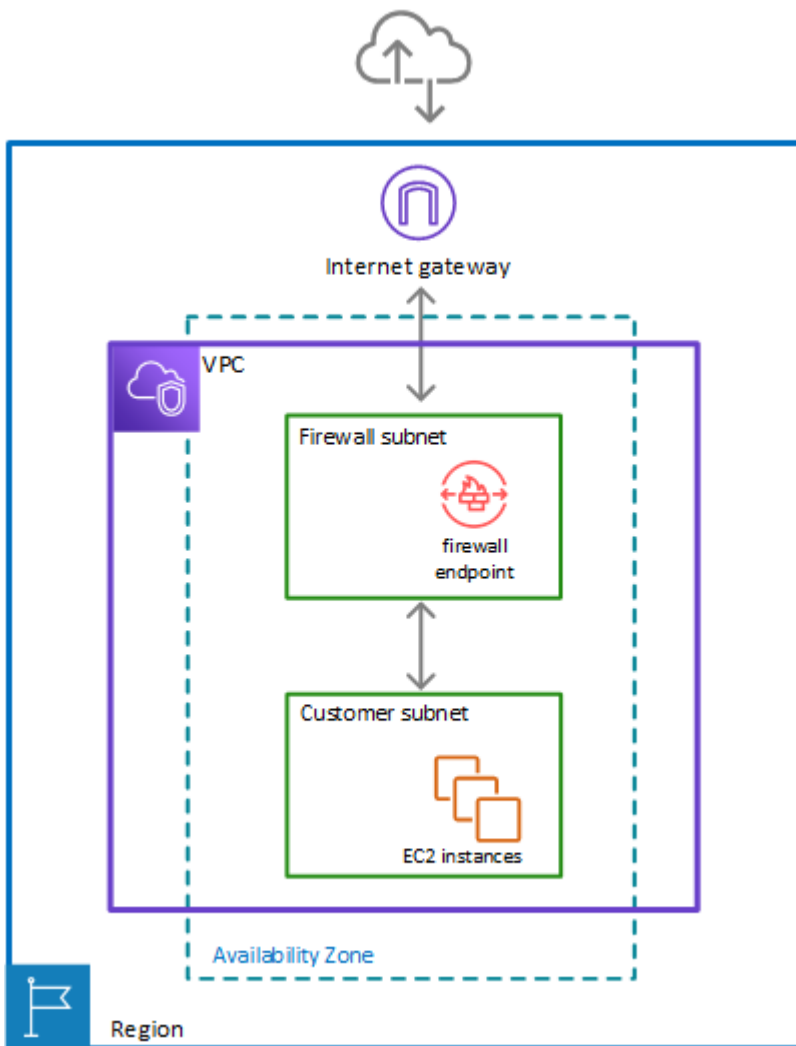 Internet gateway
VPC
Firewall subnet
firewall
endpoint
Customer subnet
EC2 instances
Availability Zone
Region